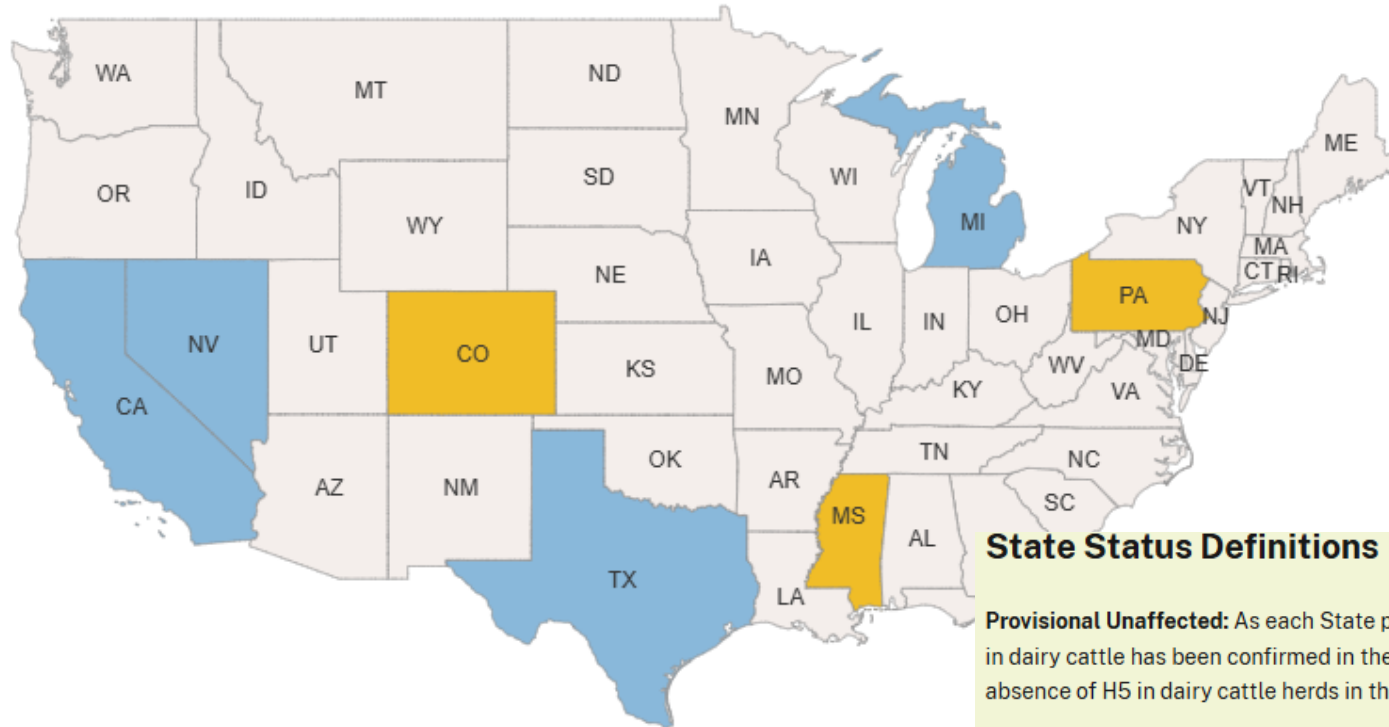 WA
MT
ND
MN
ME
OR
ID
SD
WI
VT
NH
WY
MI
NY
MA
IA
CT RI
NE
PA
NV
UT
CO
IL
IN
OH
NJ
MD
KS
MO
WV
DE
CA
KY
VA
TN
NC
AZ
NM
OK
AR
SC
MS
AL
TX
LA
State Status Definitions
Provisional Unaffected: As each State p
in dairy cattle has been confirmed in the
absence of H5 in dairy cattle herds in th